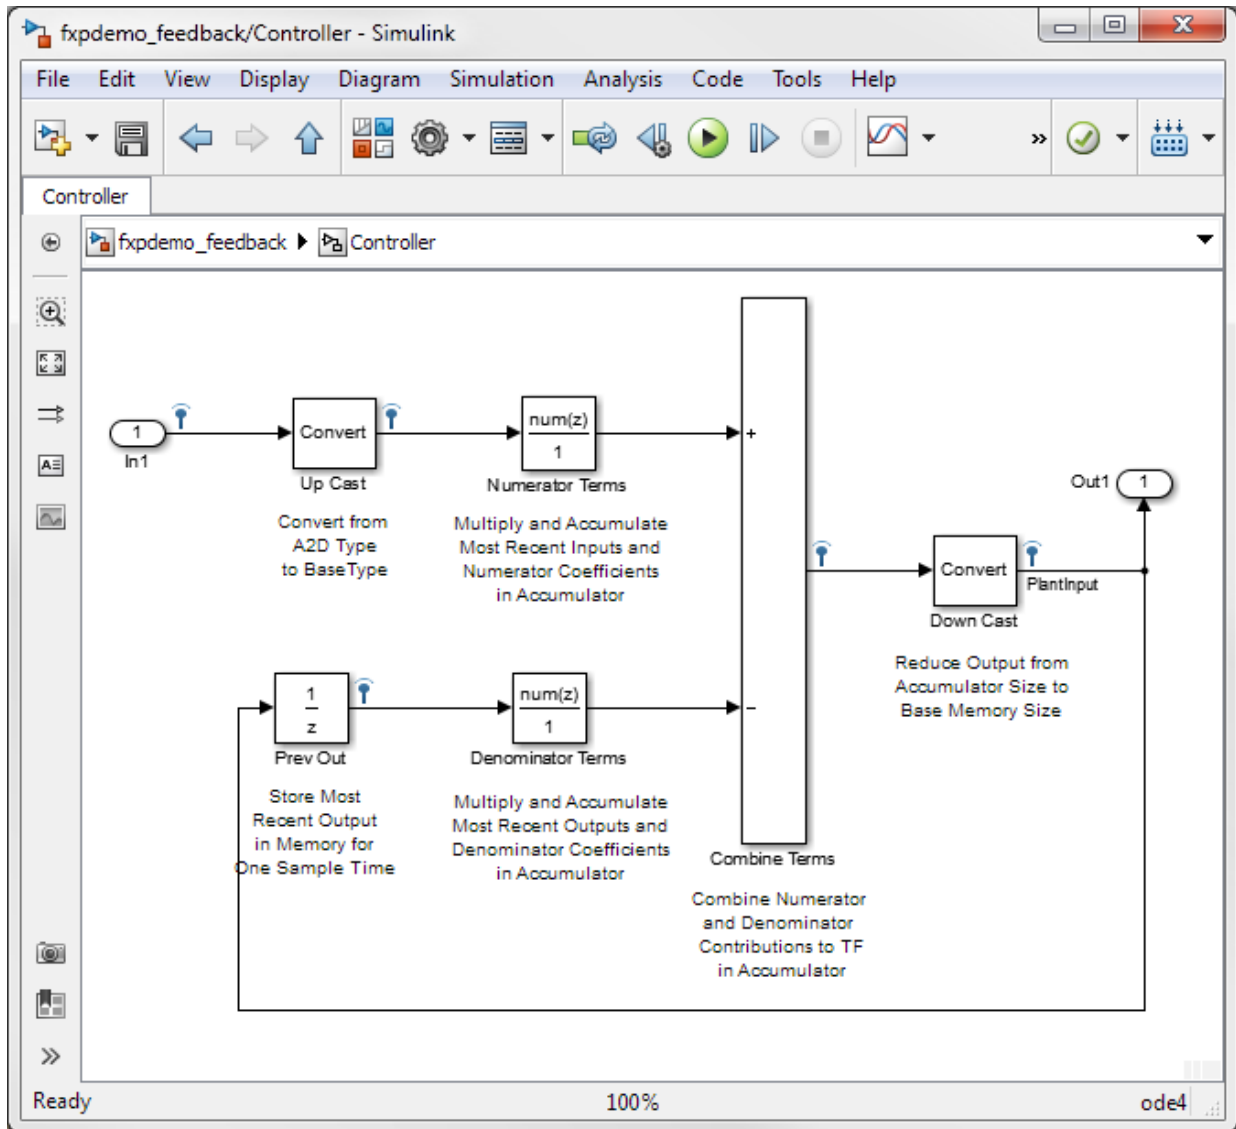 fxpdemo_feedback/Controller - Simulink
File Edit View Display Diagram Simulation Analysis Code Tools Help
»
Controller
fxpdemo_feedback Controller
1
In1
Convert
Up Cast
Convert from
A2D Type
to BaseType
num(z)
1
Numerator Terms
Multiply and Accumulate
Most Recent Inputs and
Numerator Coefficients
in Accumulator
+
−
Combine Terms
Combine Numerator
and Denominator
Contributions to TF
in Accumulator
Convert
Down Cast
Reduce Output from
Accumulator Size to
Base Memory Size
PlantInput
Out1
1
1
z
Prev Out
Store Most
Recent Output
in Memory for
One Sample Time
num(z)
1
Denominator Terms
Multiply and Accumulate
Most Recent Outputs and
Denominator Coefficients
in Accumulator
»
Ready 100% ode4